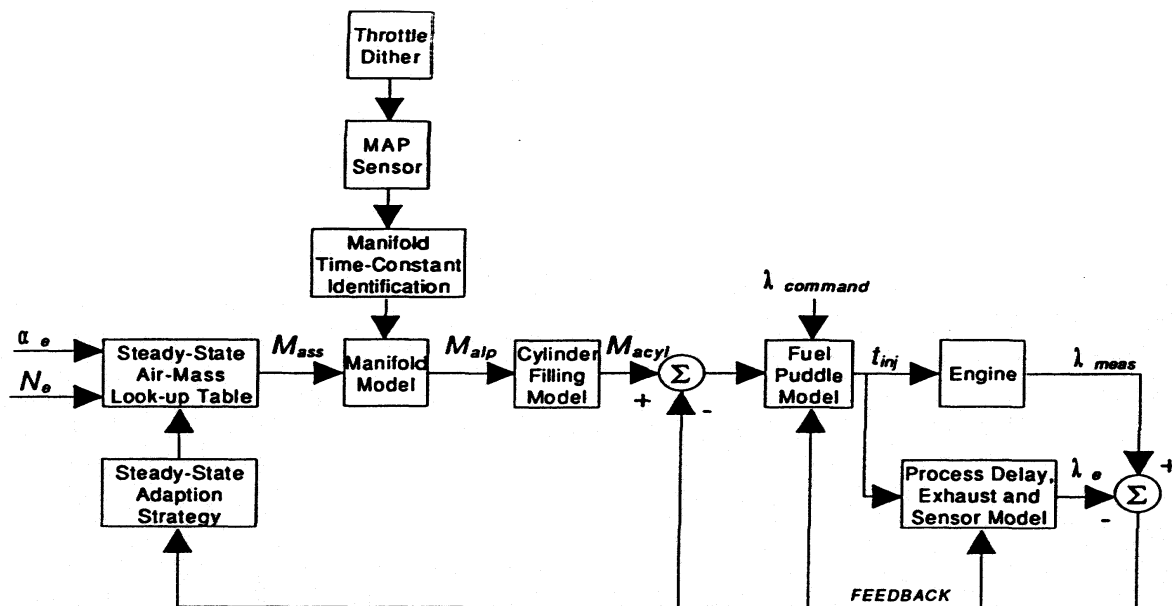 Throttle
Dither
MAP
Sensor
Manifold
Time-Constant
Identification
λ command
α e
N e
Steady-State
Air-Mass
Look-up Table
M ass
Manifold
Model
M alp
Cylinder
Filling
Model
M acyl
Σ
+
-
Fuel
Puddle
Model
t inj
Engine
λ meas
Steady-State
Adaption
Strategy
Process Delay,
Exhaust and
Sensor Model
λ e
+
Σ
-
FEEDBACK